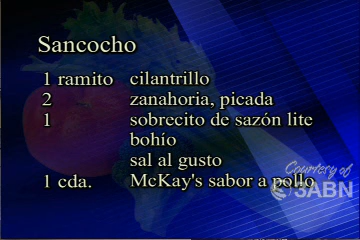 Sancocho
1 ramito cilantrillo
2 zanahoria, picada
1 sobrecito de sazón lite
bohío
sal al gusto
1 cda. McKay's sabor a pollo
Courtesy of
3ABN